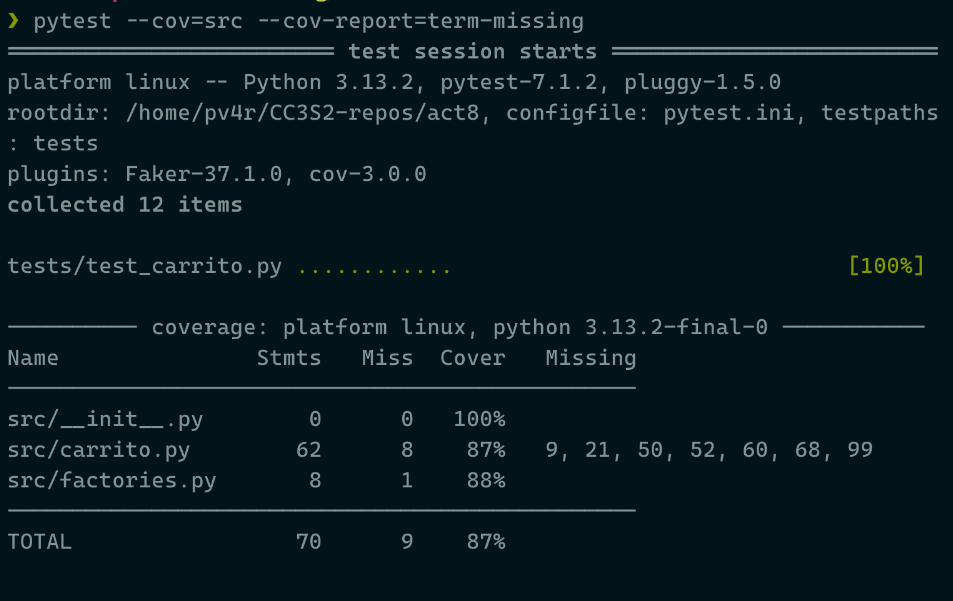 ❯ pytest --cov=src --cov-report=term-missing
═════════════════════════ test session starts ═════════════════════════
platform linux -- Python 3.13.2, pytest-7.1.2, pluggy-1.5.0
rootdir: /home/pv4r/CC3S2-repos/act8, configfile: pytest.ini, testpaths
: tests
plugins: Faker-37.1.0, cov-3.0.0
collected 12 items
tests/test_carrito.py ............ [100%]
────────── coverage: platform linux, python 3.13.2-final-0 ───────────
Name Stmts Miss Cover Missing
────────────────────────────────────────────────
src/__init__.py 0 0 100%
src/carrito.py 62 8 87% 9, 21, 50, 52, 60, 68, 99
src/factories.py 8 1 88%
────────────────────────────────────────────────
TOTAL 70 9 87%